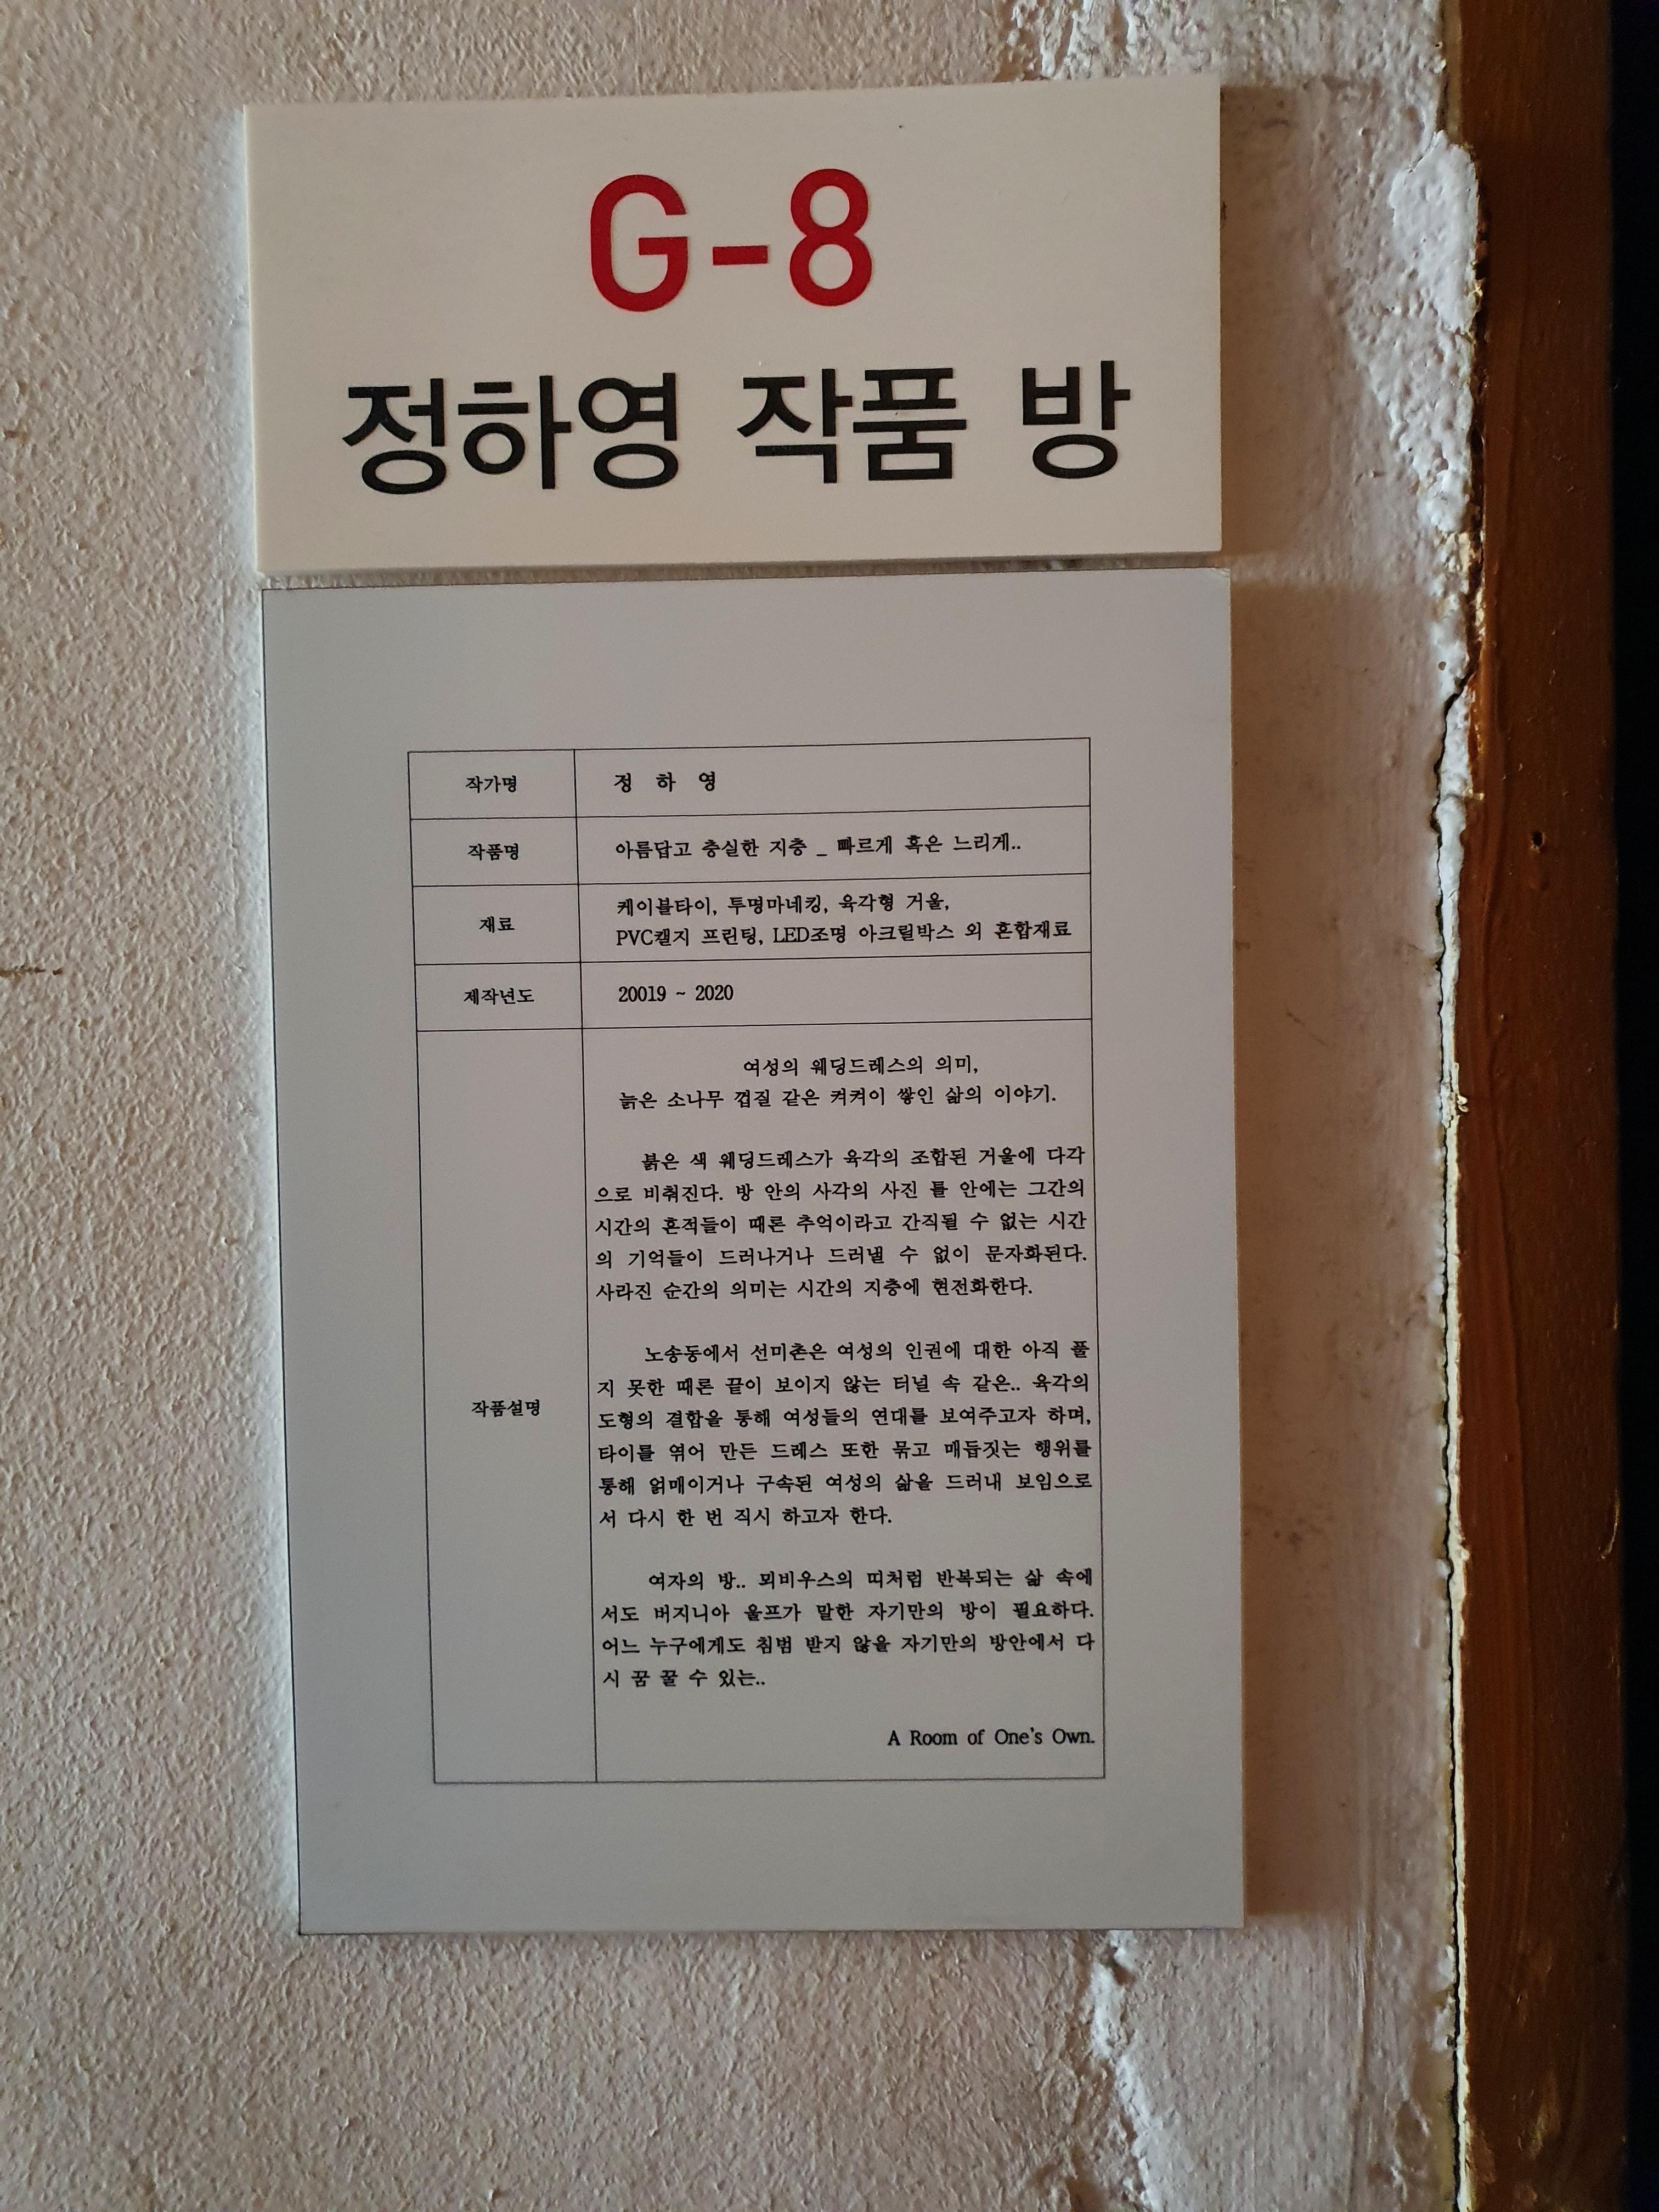 G-8
정하영 작품 방
작가명
정 하 영
작품명
아름답고 충실한 지층 _ 빠르게 혹은 느리게..
재료
케이블타이, 투명마네킹, 육각형 거울,
PVC캘지 프린팅, LED조명 아크릴박스 외 혼합재료
제작년도
20019 ~ 2020
작품설명
여성의 웨딩드레스의 의미,
늙은 소나무 껍질 같은 켜켜이 쌓인 삶의 이야기.
붉은 색 웨딩드레스가 육각의 조합된 거울에 다각
으로 비춰진다. 방 안의 사각의 사진 틀 안에는 그간의
시간의 흔적들이 때론 추억이라고 간직될 수 없는 시간
의 기억들이 드러나거나 드러낼 수 없이 문자화된다.
사라진 순간의 의미는 시간의 지층에 현전화한다.
노송동에서 선미촌은 여성의 인권에 대한 아직 풀
지 못한 때론 끝이 보이지 않는 터널 속 같은.. 육각의
도형의 결합을 통해 여성들의 연대를 보여주고자 하며,
타이를 엮어 만든 드레스 또한 묶고 매듭짓는 행위를
통해 얽매이거나 구속된 여성의 삶을 드러내 보임으로
서 다시 한 번 직시 하고자 한다.
여자의 방.. 뫼비우스의 띠처럼 반복되는 삶 속에
서도 버지니아 울프가 말한 자기만의 방이 필요하다.
어느 누구에게도 침범 받지 않을 자기만의 방안에서 다
시 꿈 꿀 수 있는..
A Room of One's Own.